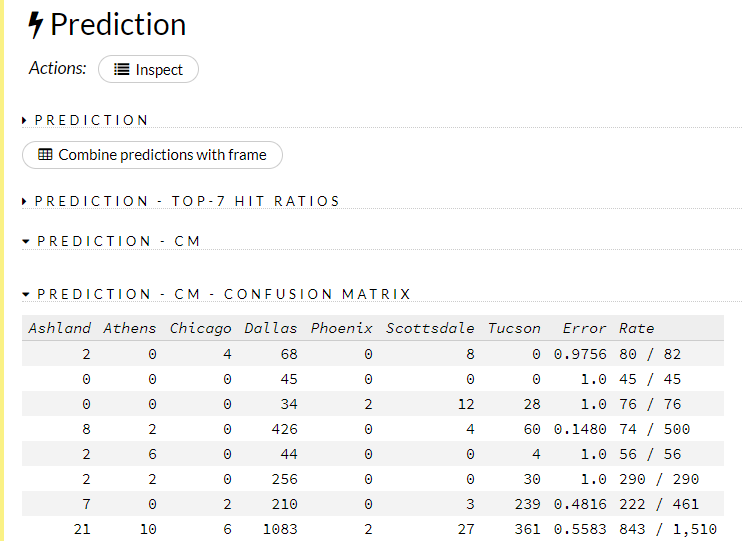 Prediction
Actions: Inspect
PREDICTION
Combine predictions with frame
PREDICTION - TOP-7 HIT RATIOS
PREDICTION - CM
PREDICTION - CM - CONFUSION MATRIX
Ashland Athens Chicago Dallas Phoenix Scottsdale Tucson Error Rate
2 0 4 68 0 8 0 0.9756 80 / 82
0 0 0 45 0 0 0 1.0 45 / 45
0 0 0 34 2 12 28 1.0 76 / 76
8 2 0 426 0 4 60 0.1480 74 / 500
2 6 0 44 0 0 4 1.0 56 / 56
2 2 0 256 0 0 30 1.0 290 / 290
7 0 2 210 0 3 239 0.4816 222 / 461
21 10 6 1083 2 27 361 0.5583 843 / 1,510